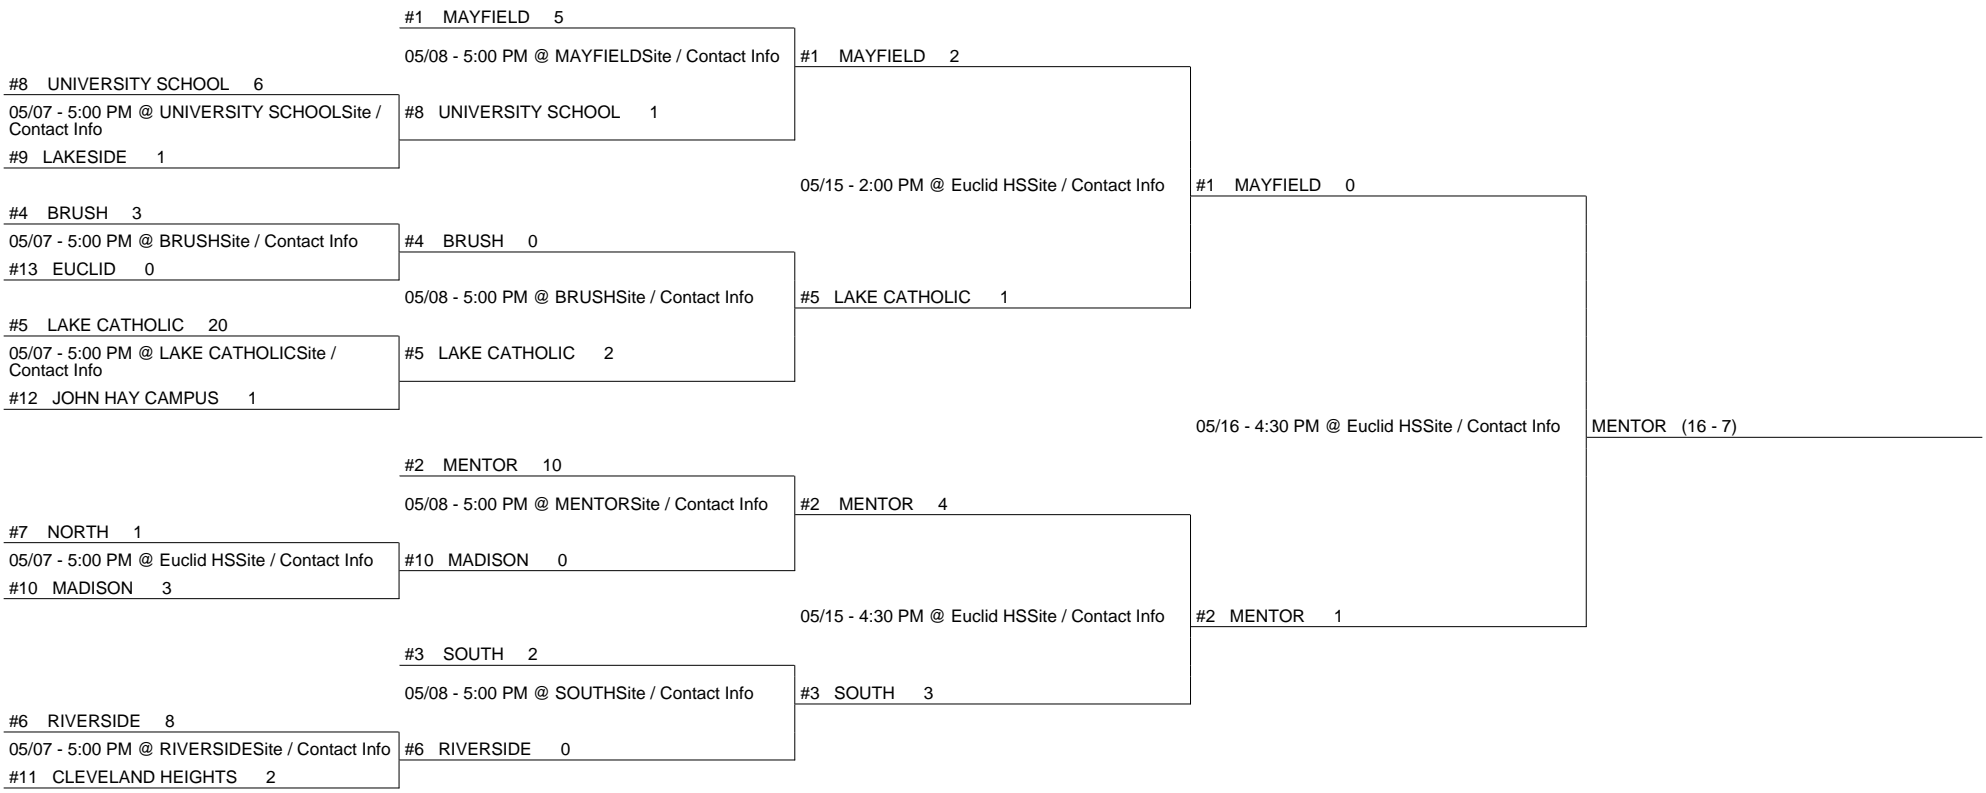 #1 MAYFIELD 5
05/08 - 5:00 PM @ MAYFIELDSite / Contact Info
#1 MAYFIELD 2
#8 UNIVERSITY SCHOOL 6
05/07 - 5:00 PM @ UNIVERSITY SCHOOLSite /
Contact Info
#8 UNIVERSITY SCHOOL 1
#9 LAKESIDE 1
05/15 - 2:00 PM @ Euclid HSSite / Contact Info
#1 MAYFIELD 0
#4 BRUSH 3
05/07 - 5:00 PM @ BRUSHSite / Contact Info
#4 BRUSH 0
#13 EUCLID 0
05/08 - 5:00 PM @ BRUSHSite / Contact Info
#5 LAKE CATHOLIC 1
#5 LAKE CATHOLIC 20
05/07 - 5:00 PM @ LAKE CATHOLICSite /
Contact Info
#5 LAKE CATHOLIC 2
#12 JOHN HAY CAMPUS 1
05/16 - 4:30 PM @ Euclid HSSite / Contact Info
MENTOR (16 - 7)
#2 MENTOR 10
05/08 - 5:00 PM @ MENTORSite / Contact Info
#2 MENTOR 4
#7 NORTH 1
05/07 - 5:00 PM @ Euclid HSSite / Contact Info
#10 MADISON 0
#10 MADISON 3
05/15 - 4:30 PM @ Euclid HSSite / Contact Info
#2 MENTOR 1
#3 SOUTH 2
05/08 - 5:00 PM @ SOUTHSite / Contact Info
#3 SOUTH 3
#6 RIVERSIDE 8
05/07 - 5:00 PM @ RIVERSIDESite / Contact Info
#6 RIVERSIDE 0
#11 CLEVELAND HEIGHTS 2